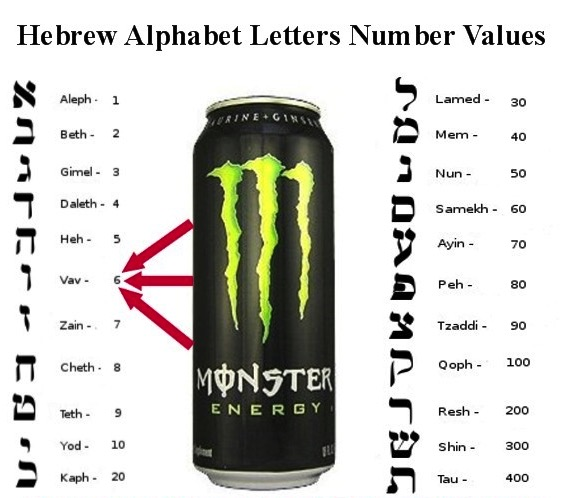 Hebrew Alphabet Letters Number Values
א Aleph - 1
ב Beth - 2
ג Gimel - 3
ד Daleth - 4
ה Heh - 5
ו Vav - 6
ז Zain - 7
ח Cheth - 8
ט Teth - 9
י Yod - 10
כ Kaph - 20
AURINE+GINSE
MONSTER
ENERGY
ל Lamed - 30
מ Mem - 40
נ Nun - 50
ס Samekh - 60
ע Ayin - 70
פ Peh - 80
צ Tzaddi - 90
ק Qoph - 100
ר Resh - 200
ש Shin - 300
ת Tau - 400